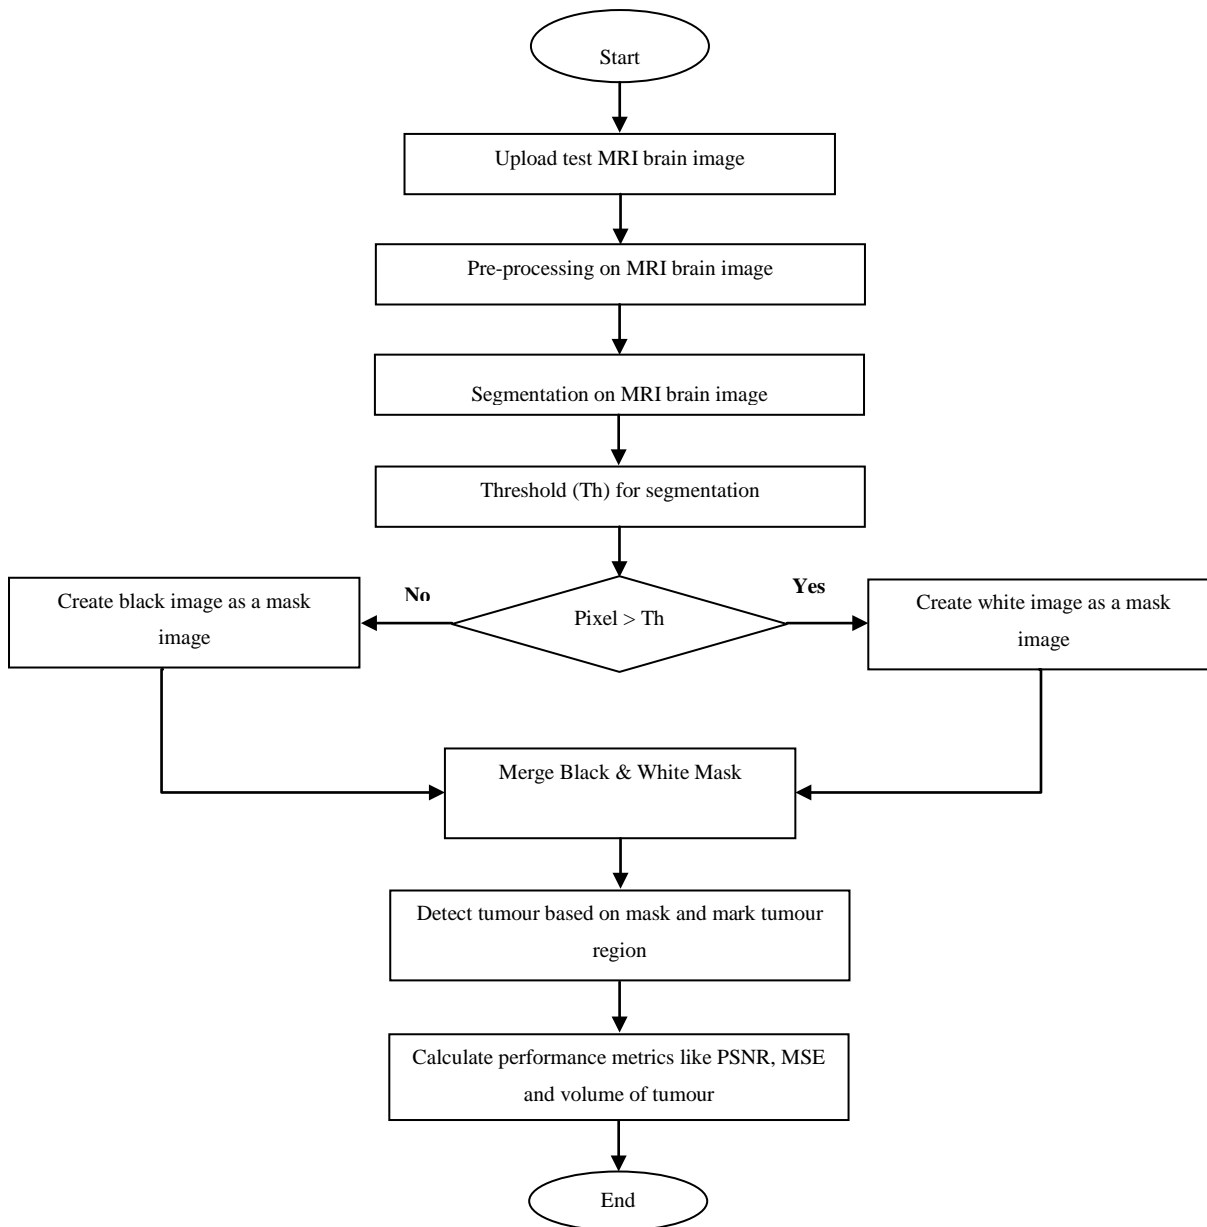 Start
Upload test MRI brain image
Pre-processing on MRI brain image
Segmentation on MRI brain image
Threshold (Th) for segmentation
No
Yes
Create black image as a mask
image
Pixel > Th
Create white image as a mask
image
Merge Black & White Mask
Detect tumour based on mask and mark tumour
region
Calculate performance metrics like PSNR, MSE
and volume of tumour
End